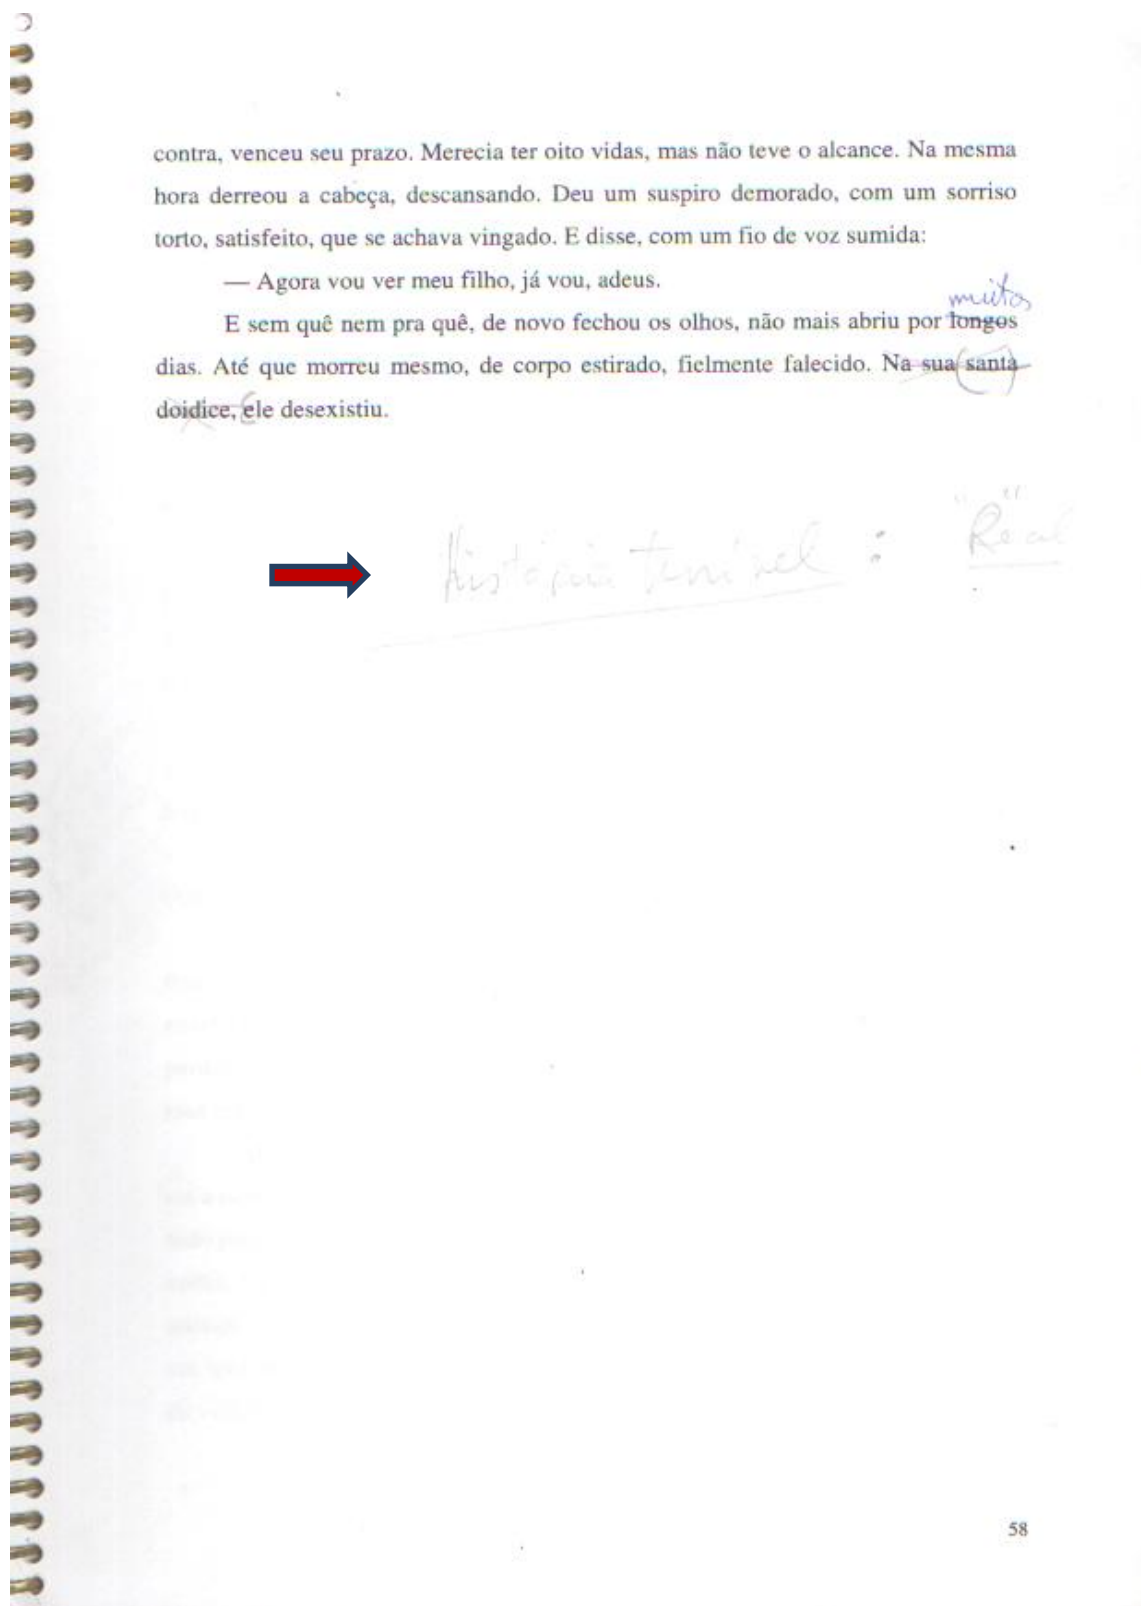 contra, venceu seu prazo. Merecia ter oito vidas, mas não teve o alcance. Na mesma
hora derreou a cabeça, descansando. Deu um suspiro demorado, com um sorriso
torto, satisfeito, que se achava vingado. E disse, com um fio de voz sumida:
— Agora vou ver meu filho, já vou, adeus.
muitos
E sem quê nem pra quê, de novo fechou os olhos, não mais abriu por longos
dias. Até que morreu mesmo, de corpo estirado, fielmente falecido. Na sua (santa)
doidice, ele desexistiu.
História terrível : "Real"
58